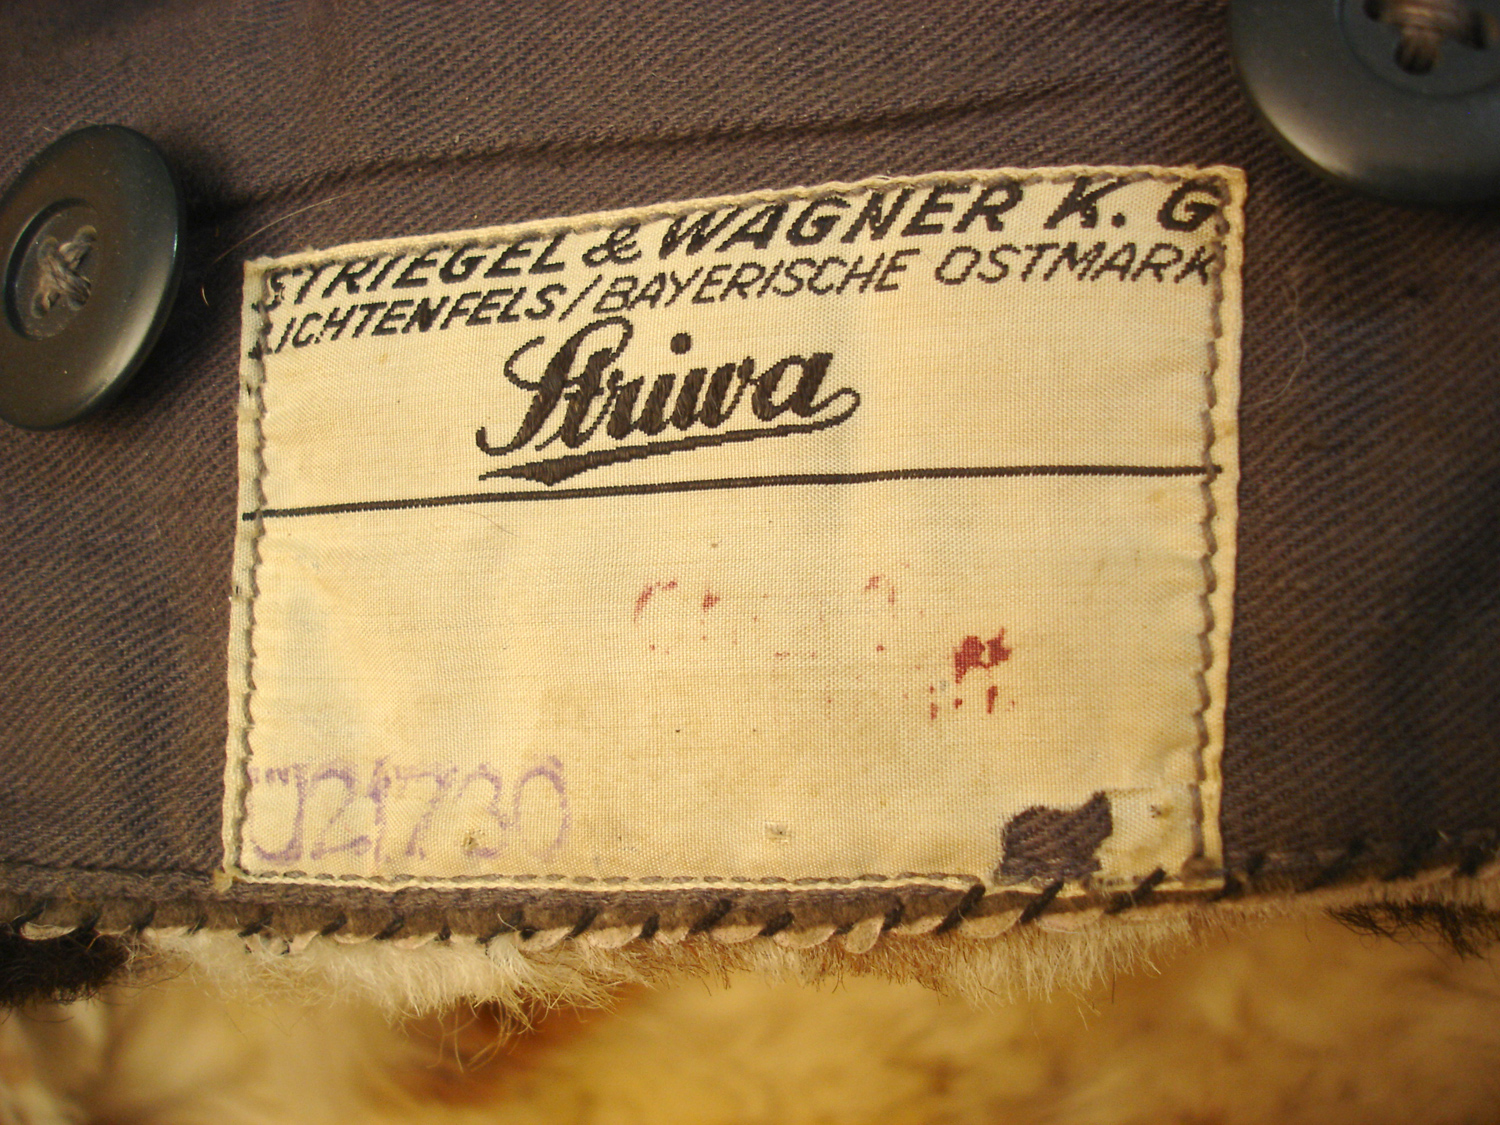 STRIEGEL & WAGNER K. G.
LICHTENFELS/BAYERISCHE OSTMARK
Striwa
J21730